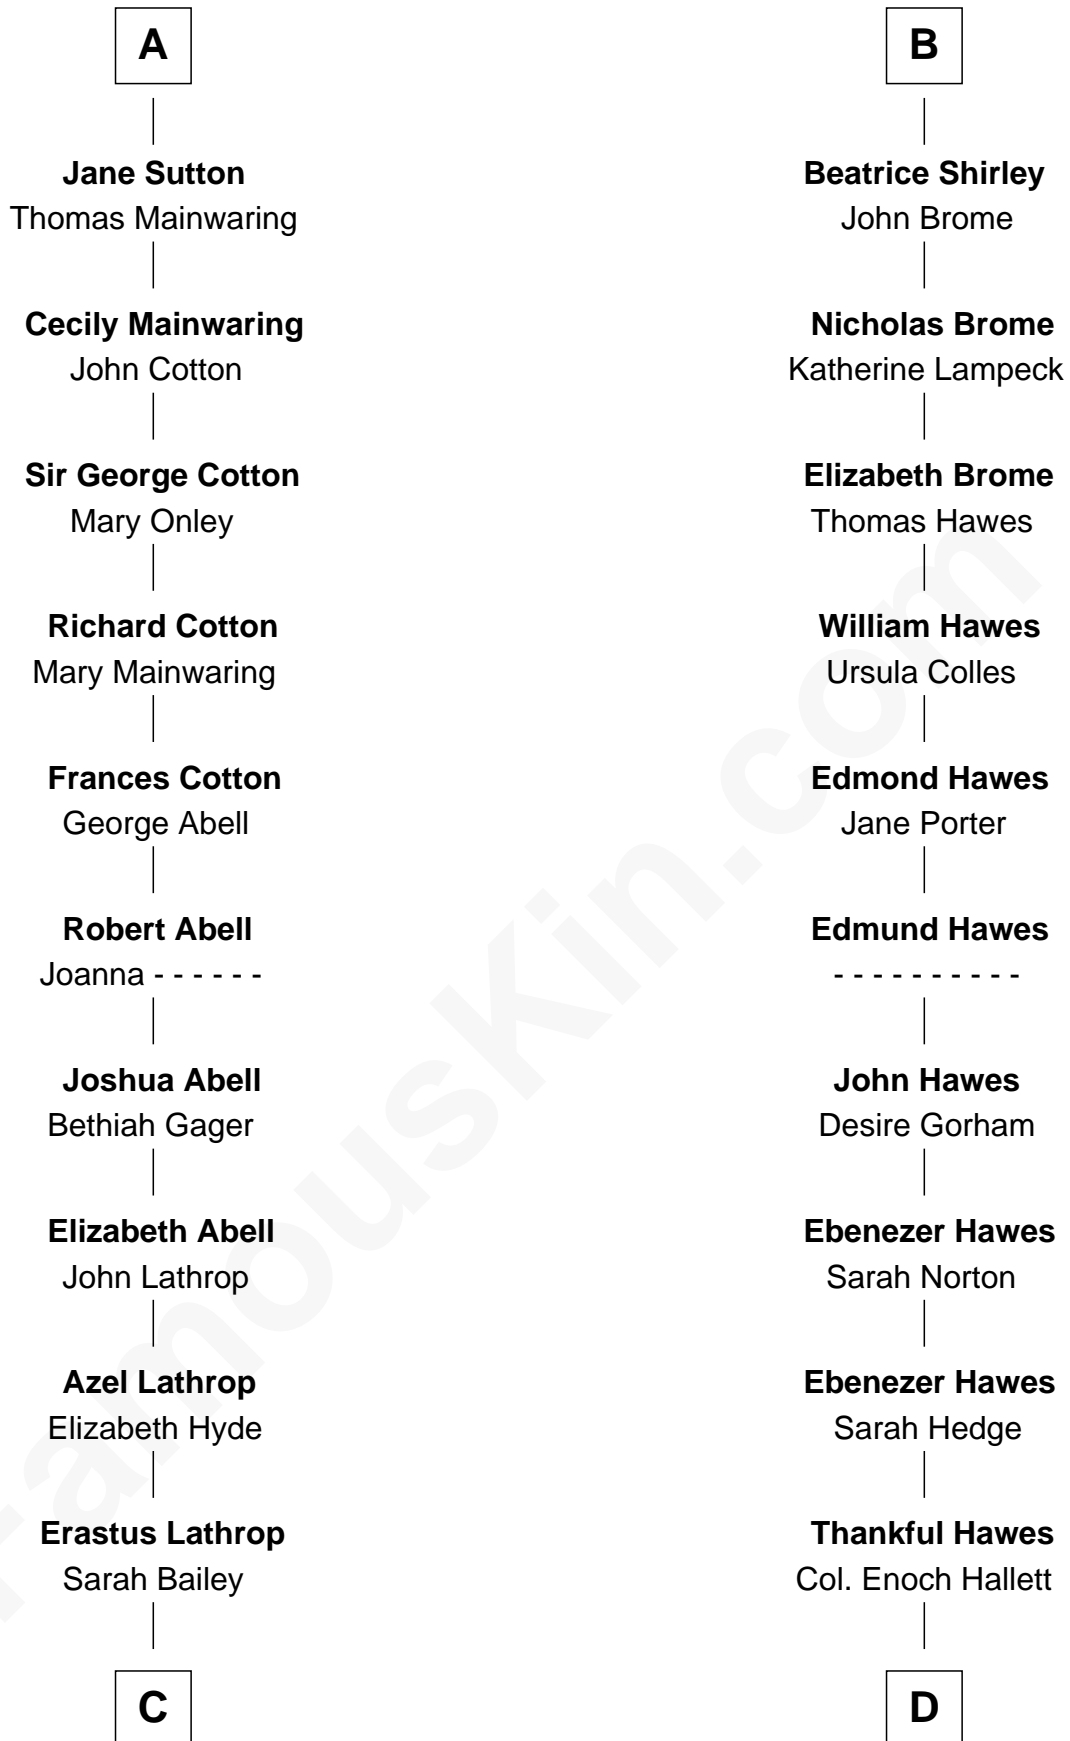 A
Jane Sutton
Thomas Mainwaring
Cecily Mainwaring
John Cotton
Sir George Cotton
Mary Onley
Richard Cotton
Mary Mainwaring
Frances Cotton
George Abell
Robert Abell
Joanna - - - - - -
Joshua Abell
Bethiah Gager
Elizabeth Abell
John Lathrop
Azel Lathrop
Elizabeth Hyde
Erastus Lathrop
Sarah Bailey
C
B
Beatrice Shirley
John Brome
Nicholas Brome
Katherine Lampeck
Elizabeth Brome
Thomas Hawes
William Hawes
Ursula Colles
Edmond Hawes
Jane Porter
Edmund Hawes
- - - - - - - - - -
John Hawes
Desire Gorham
Ebenezer Hawes
Sarah Norton
Ebenezer Hawes
Sarah Hedge
Thankful Hawes
Col. Enoch Hallett
D
FamousKin.com